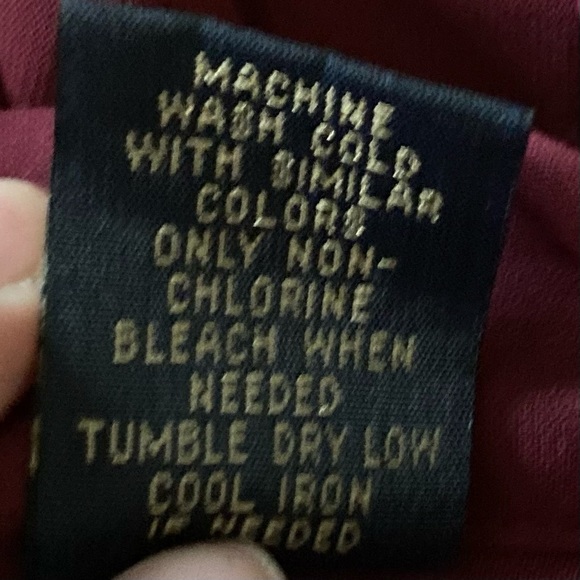 MACHINE
WASH COLD
WITH SIMILAR
COLORS
ONLY NON-
CHLORINE
BLEACH WHEN
NEEDED
TUMBLE DRY LOW
COOL IRON
IF NEEDED